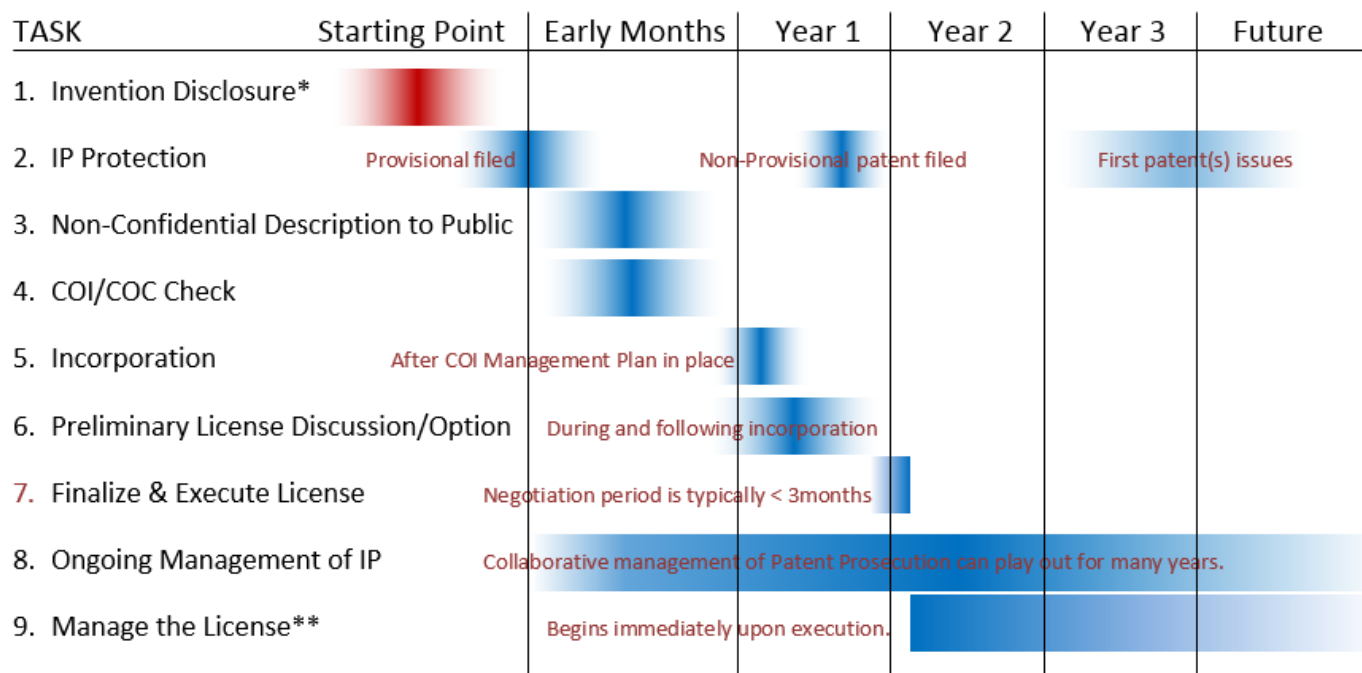 TASK Starting Point Early Months Year 1 Year 2 Year 3 Future
1. Invention Disclosure*
2. IP Protection Provisional filed Non-Provisional patent filed First patent(s) issues
3. Non-Confidential Description to Public
4. COI/COC Check
5. Incorporation After COI Management Plan in place
6. Preliminary License Discussion/Option During and following incorporation
7. Finalize & Execute License Negotiation period is typically < 3months
8. Ongoing Management of IP Collaborative management of Patent Prosecution can play out for many years.
9. Manage the License** Begins immediately upon execution.